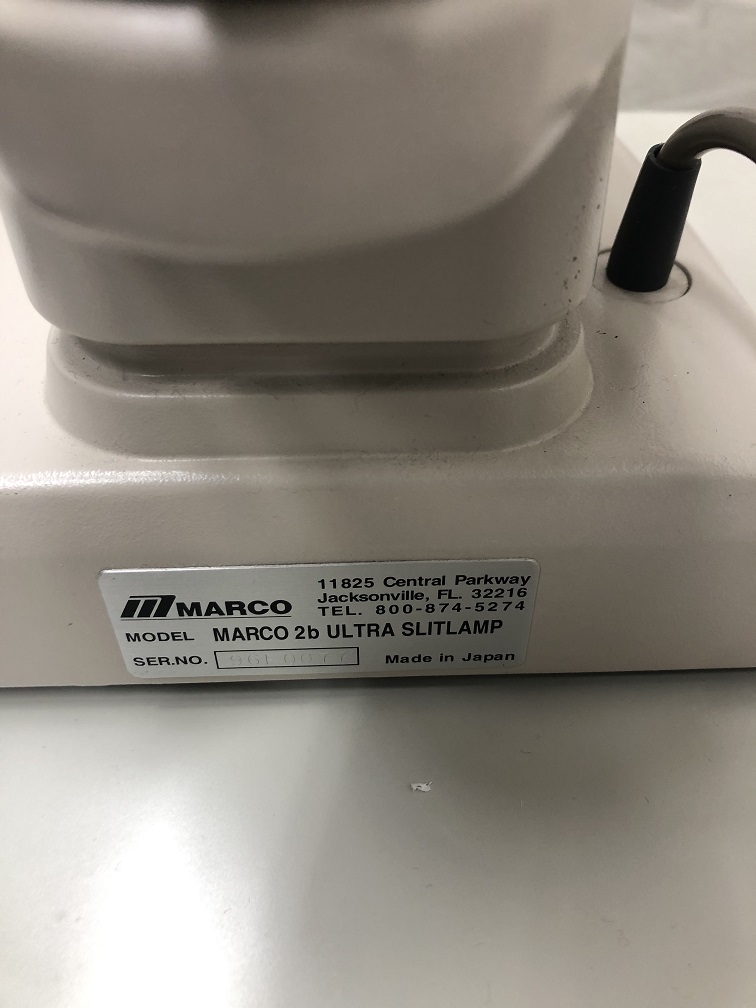 MARCO
11825 Central Parkway
Jacksonville, FL. 32216
TEL. 800-874-5274
MODEL MARCO 2b ULTRA SLITLAMP
SER.NO.
Made in Japan